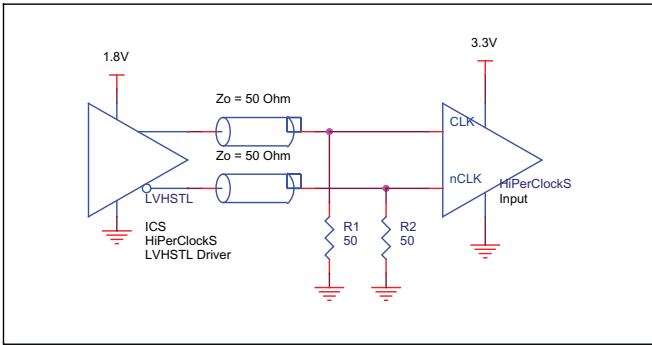 1.8V
3.3V
Zo = 50 Ohm
CLK
Zo = 50 Ohm
nCLK
HiPerClockS
Input
LVHSTL
ICS
HiPerClockS
LVHSTL Driver
R1
50
R2
50